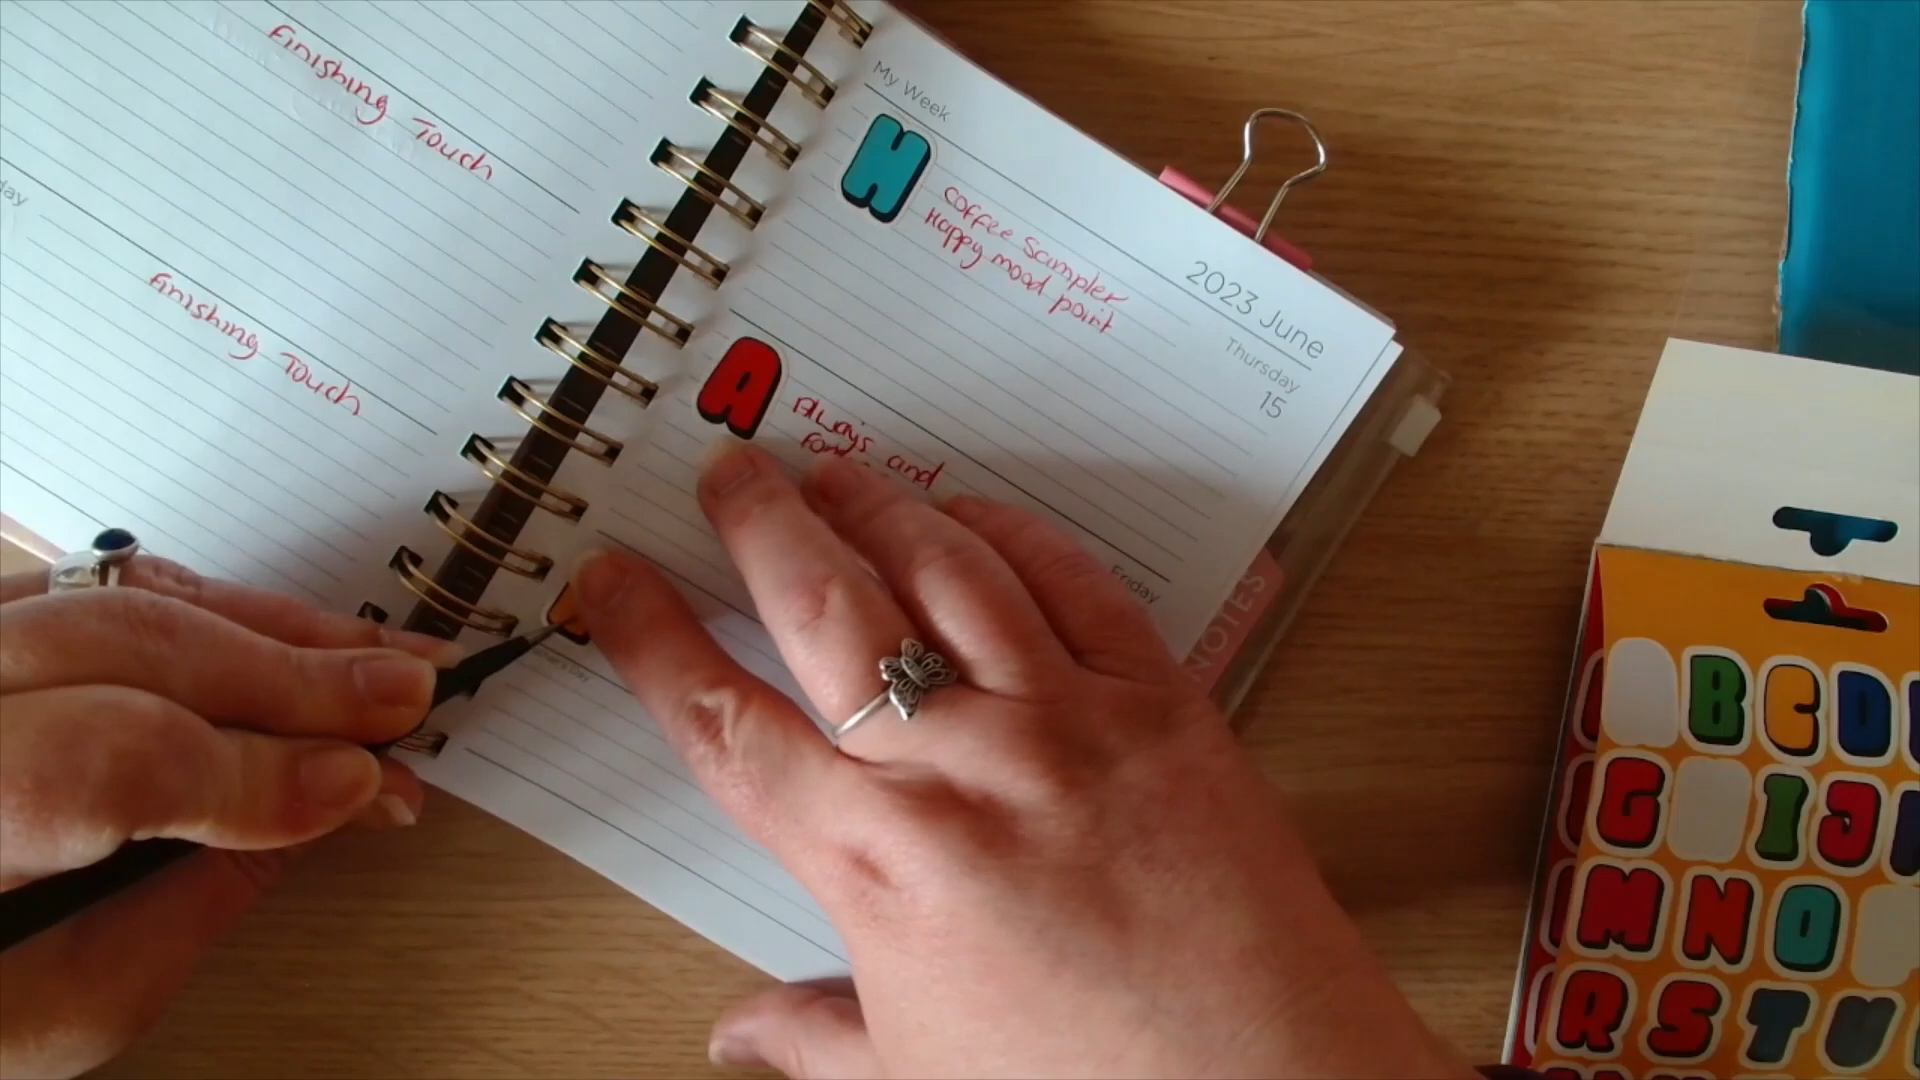 Finishing Touch
day
Finishing Touch
My Week
2023 June
Thursday
15
H
Coffee Sampler
Happy mood point
A
Always and
Friday
NOTES
B C D
G I J
M N O
R S T U